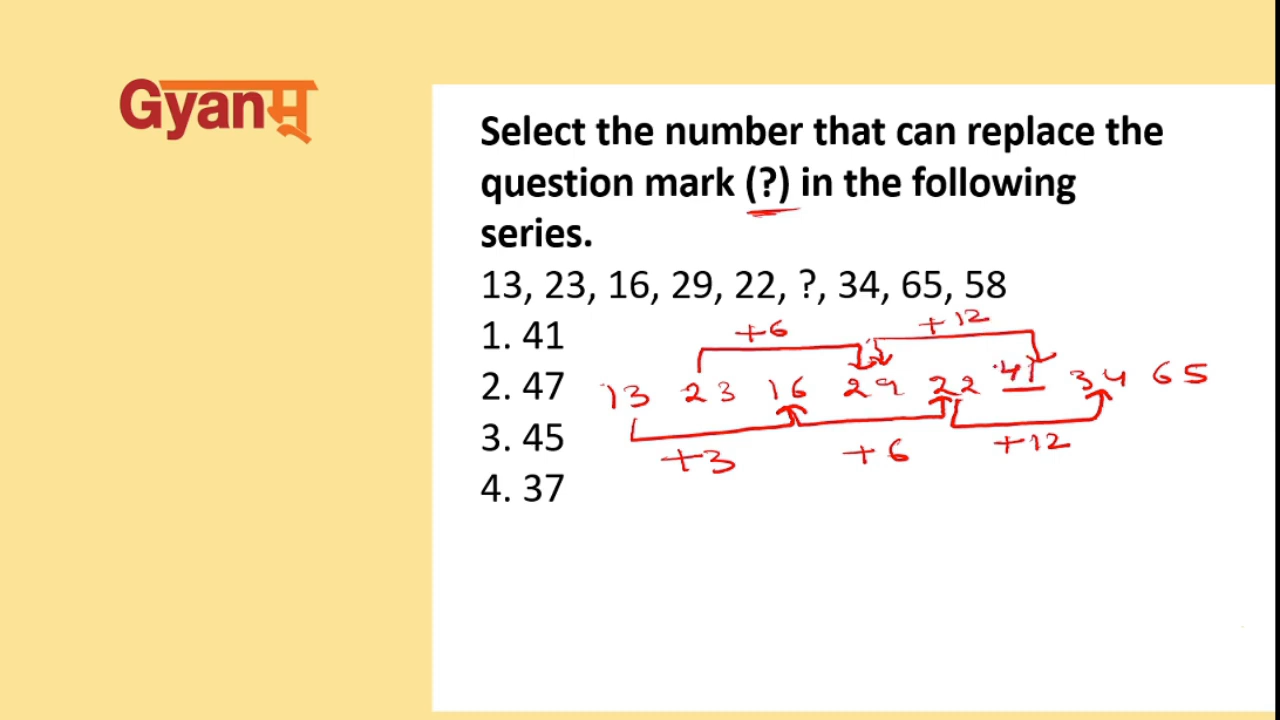 Gyanम्
Select the number that can replace the
question mark (?) in the following
series.
13, 23, 16, 29, 22, ?, 34, 65, 58
1. 41
2. 47
3. 45
4. 37
+6 +12
13 23 16 29 22 41 34 65
+3 +6 +12